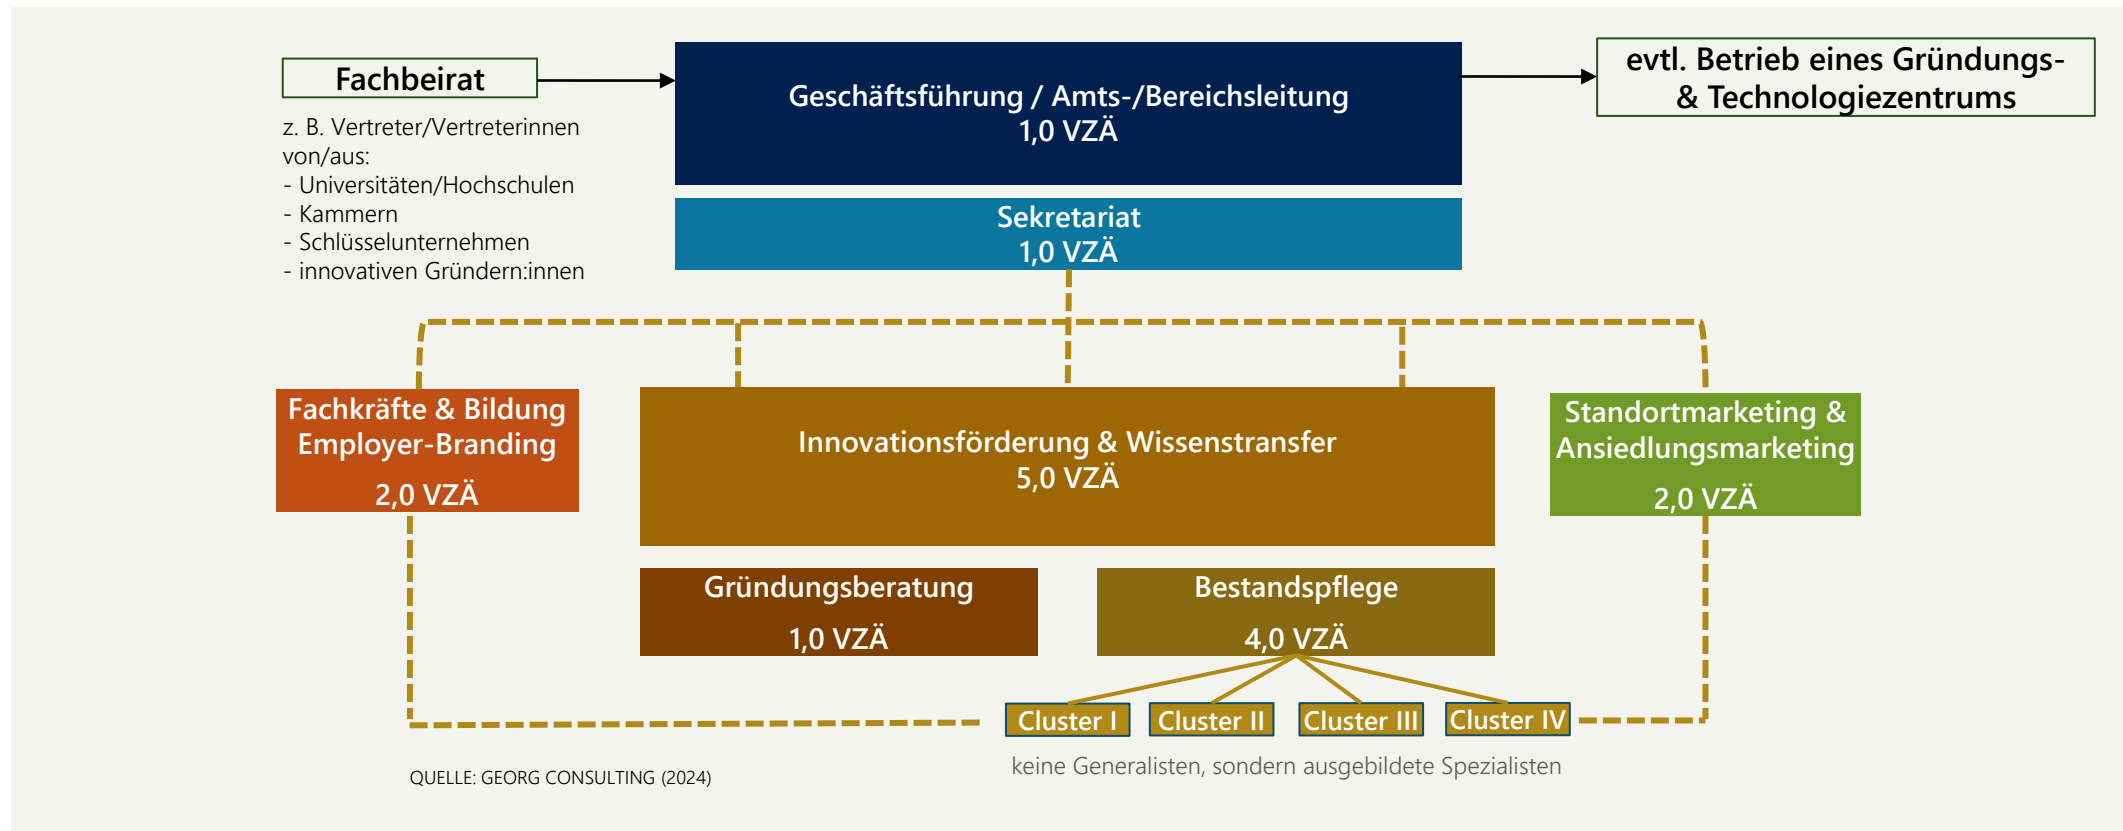 Fachbeirat
z. B. Vertreter/Vertreterinnen
von/aus:
- Universitäten/Hochschulen
- Kammern
- Schlüsselunternehmen
- innovativen Gründern:innen
Geschäftsführung / Amts-/Bereichsleitung
1,0 VZÄ
evtl. Betrieb eines Gründungs-
& Technologiezentrums
Sekretariat
1,0 VZÄ
Fachkräfte & Bildung
Employer-Branding
2,0 VZÄ
Innovationsförderung & Wissenstransfer
5,0 VZÄ
Standortmarketing &
Ansiedlungsmarketing
2,0 VZÄ
Gründungsberatung
1,0 VZÄ
Bestandspflege
4,0 VZÄ
Cluster I
Cluster II
Cluster III
Cluster IV
keine Generalisten, sondern ausgebildete Spezialisten
QUELLE: GEORG CONSULTING (2024)